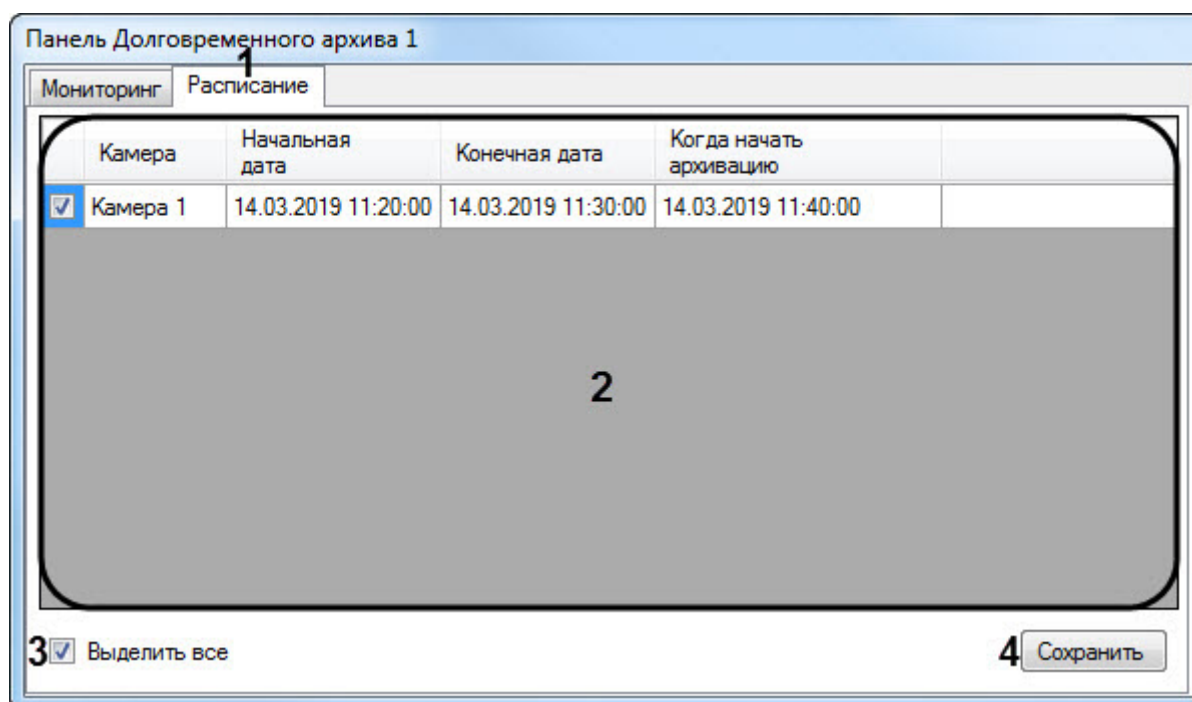 Панель Долговременного архива 1
1
Мониторинг Расписание
Камера Начальная дата Конечная дата Когда начать архивацию
Камера 1 14.03.2019 11:20:00 14.03.2019 11:30:00 14.03.2019 11:40:00
2
3 Выделить все 4 Сохранить